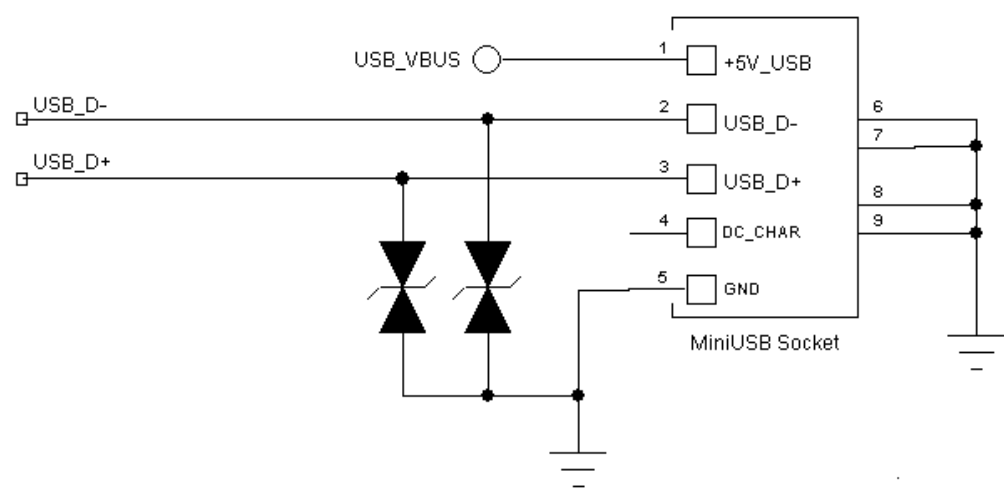 USB_VBUS
1
+5V_USB
USB_D-
2
USB_D-
6
7
USB_D+
3
USB_D+
8
4
DC_CHAR
9
5
GND
MiniUSB Socket